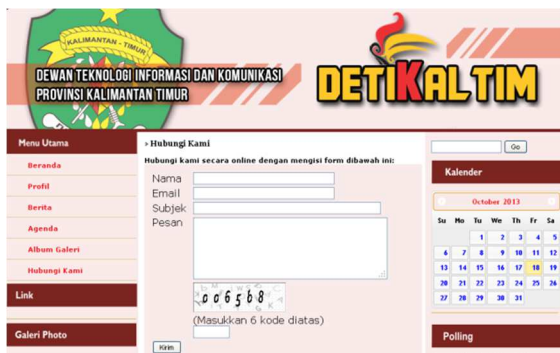 KALIMANTAN - TIMUR
DEWAN TEKNOLOGI INFORMASI DAN KOMUNIKASI
PROVINSI KALIMANTAN TIMUR
DETIKALTIM
Menu Utama
Beranda
Profil
Berita
Agenda
Album Galeri
Hubungi Kami
Link
Galeri Photo
» Hubungi Kami
Hubungi kami secara online dengan mengisi form dibawah ini:
Nama
Email
Subjek
Pesan
(Masukkan 6 kode diatas)
Kirim
Go
Kalender
October 2013
Su Mo Tu We Th Fr Sa
1 2 3 4 5
6 7 8 9 10 11 12
13 14 15 16 17 18 19
20 21 22 23 24 25 26
27 28 29 30 31
Polling